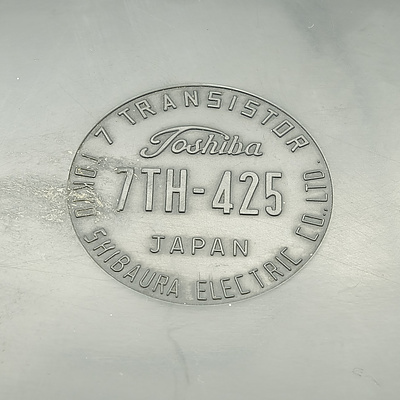 7 TRANSISTOR
Toshiba
7TH-425
JAPAN
TOKYO SHIBAURA ELECTRIC CO., LTD.